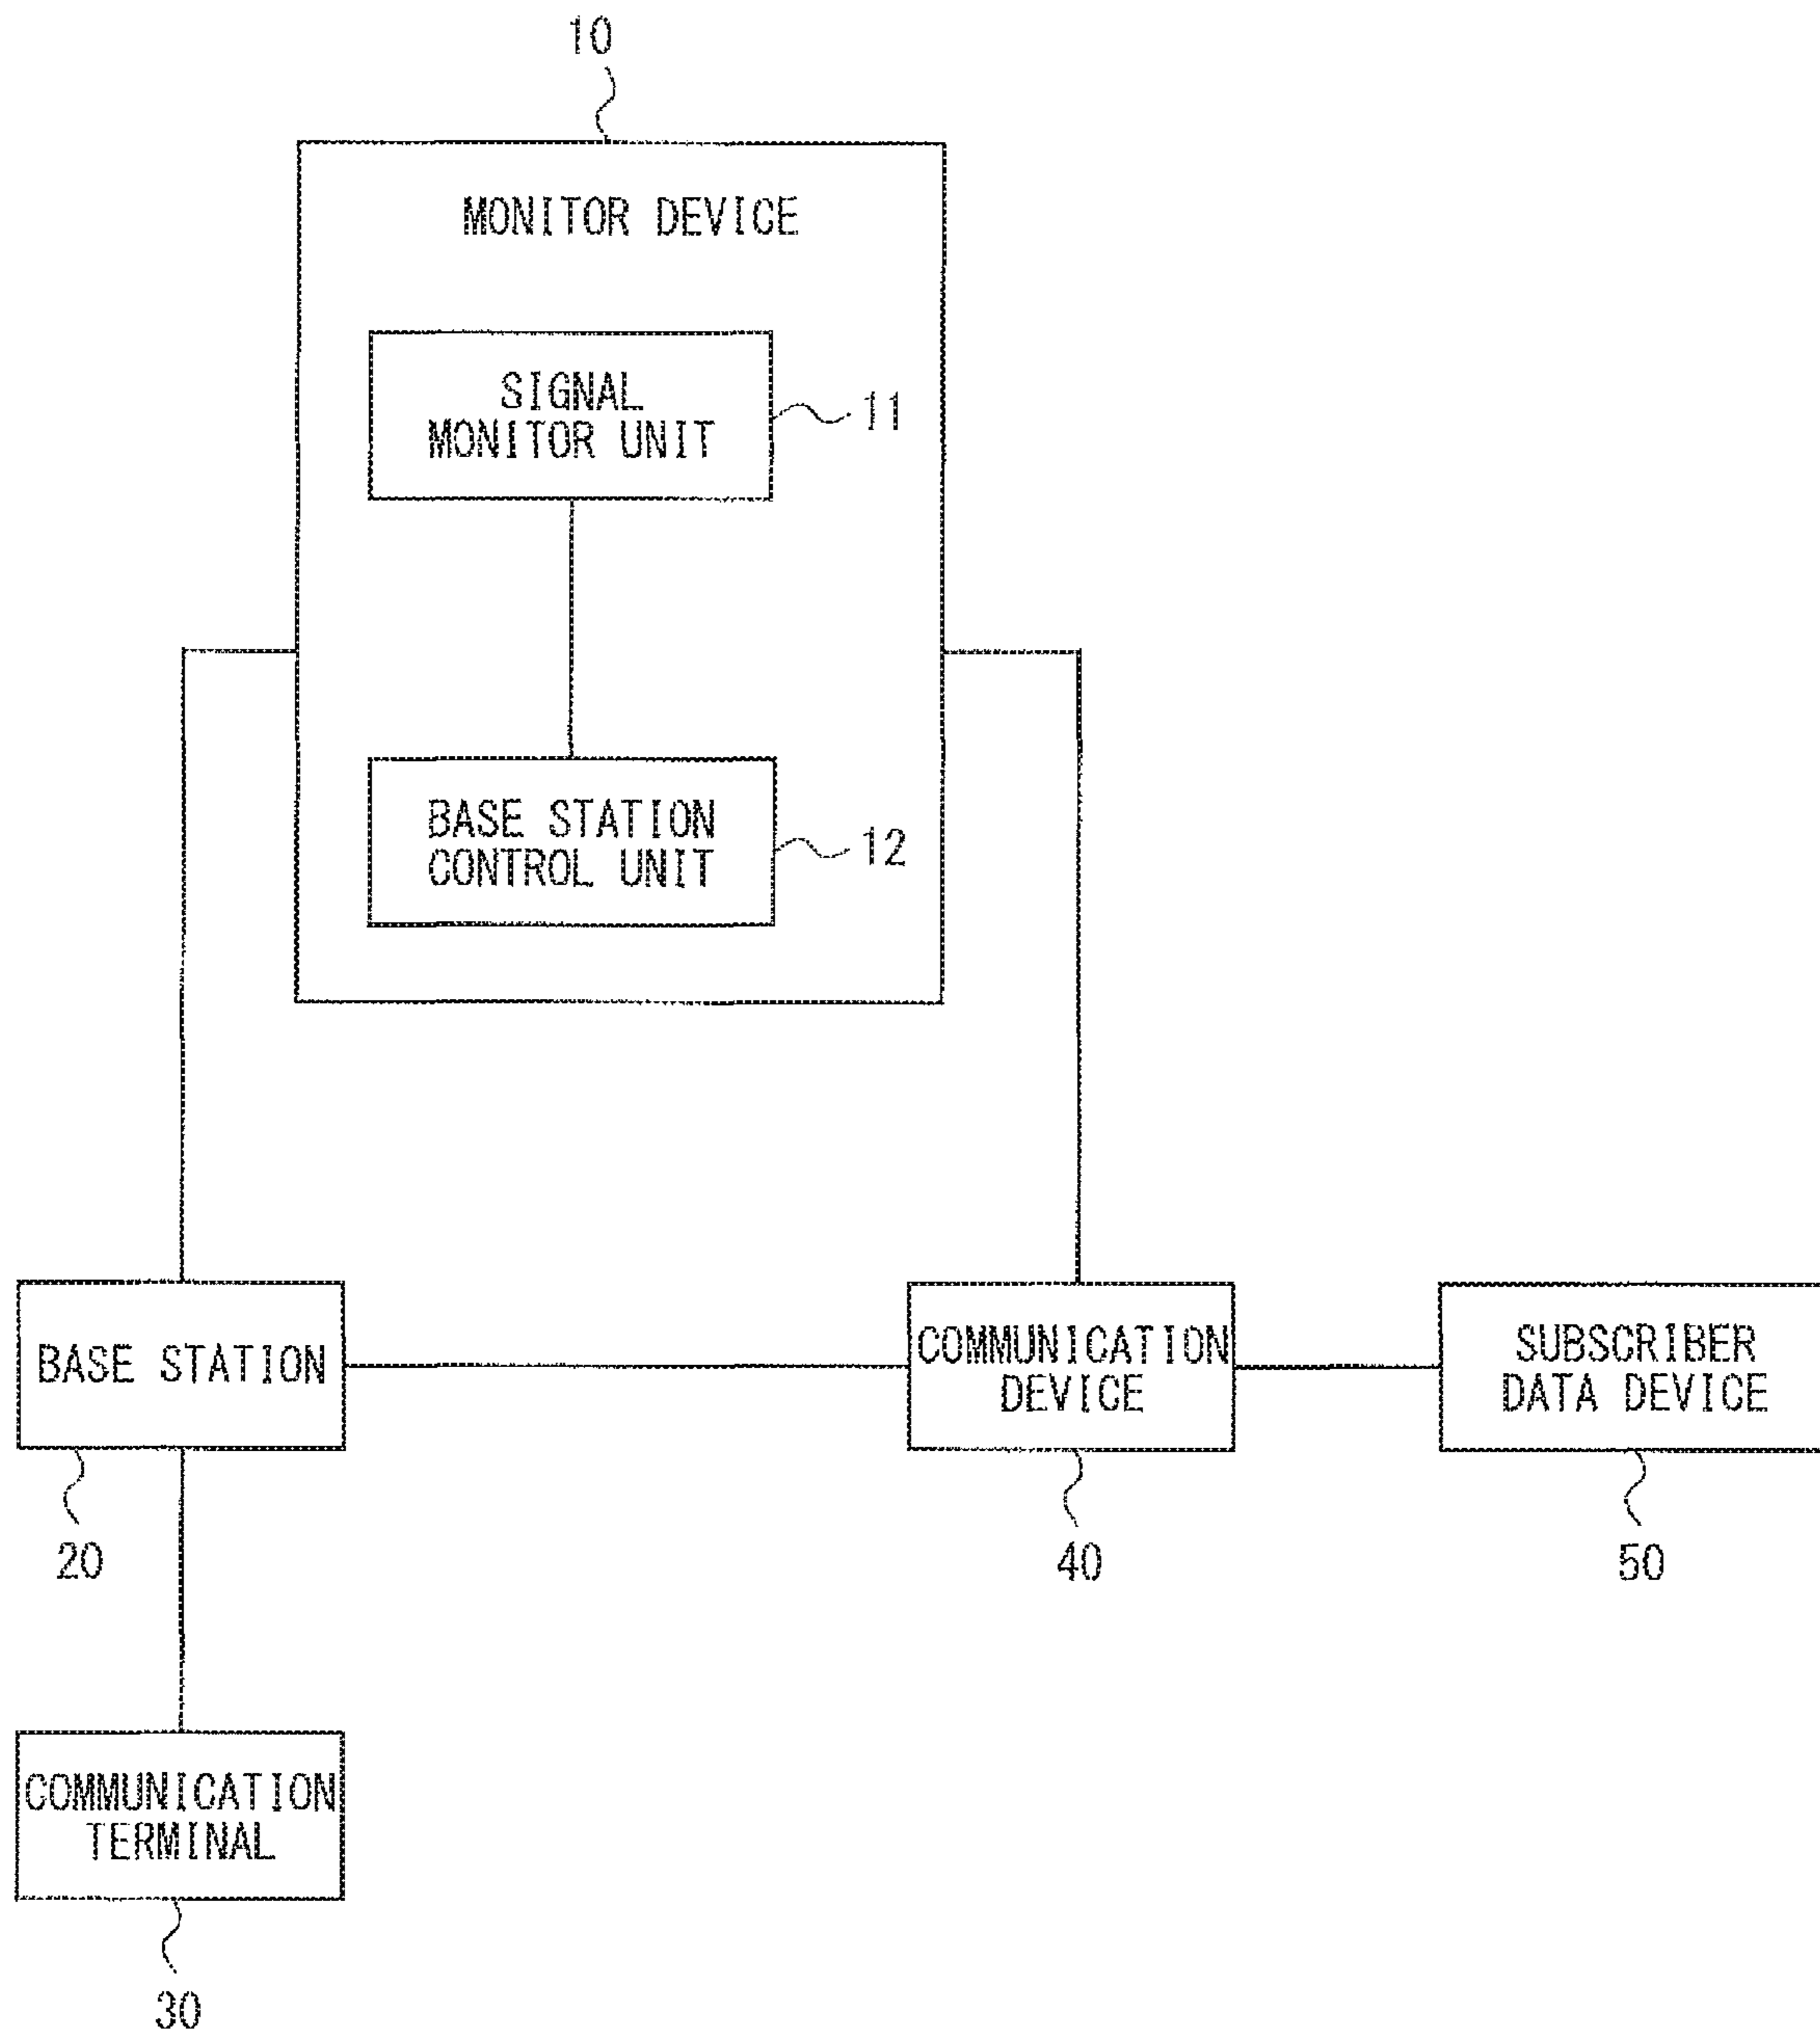 10
MONITOR DEVICE
SIGNAL
MONITOR UNIT
11
BASE STATION
CONTROL UNIT
12
BASE STATION
20
COMMUNICATION
DEVICE
40
SUBSCRIBER
DATA DEVICE
50
COMMUNICATION
TERMINAL
30